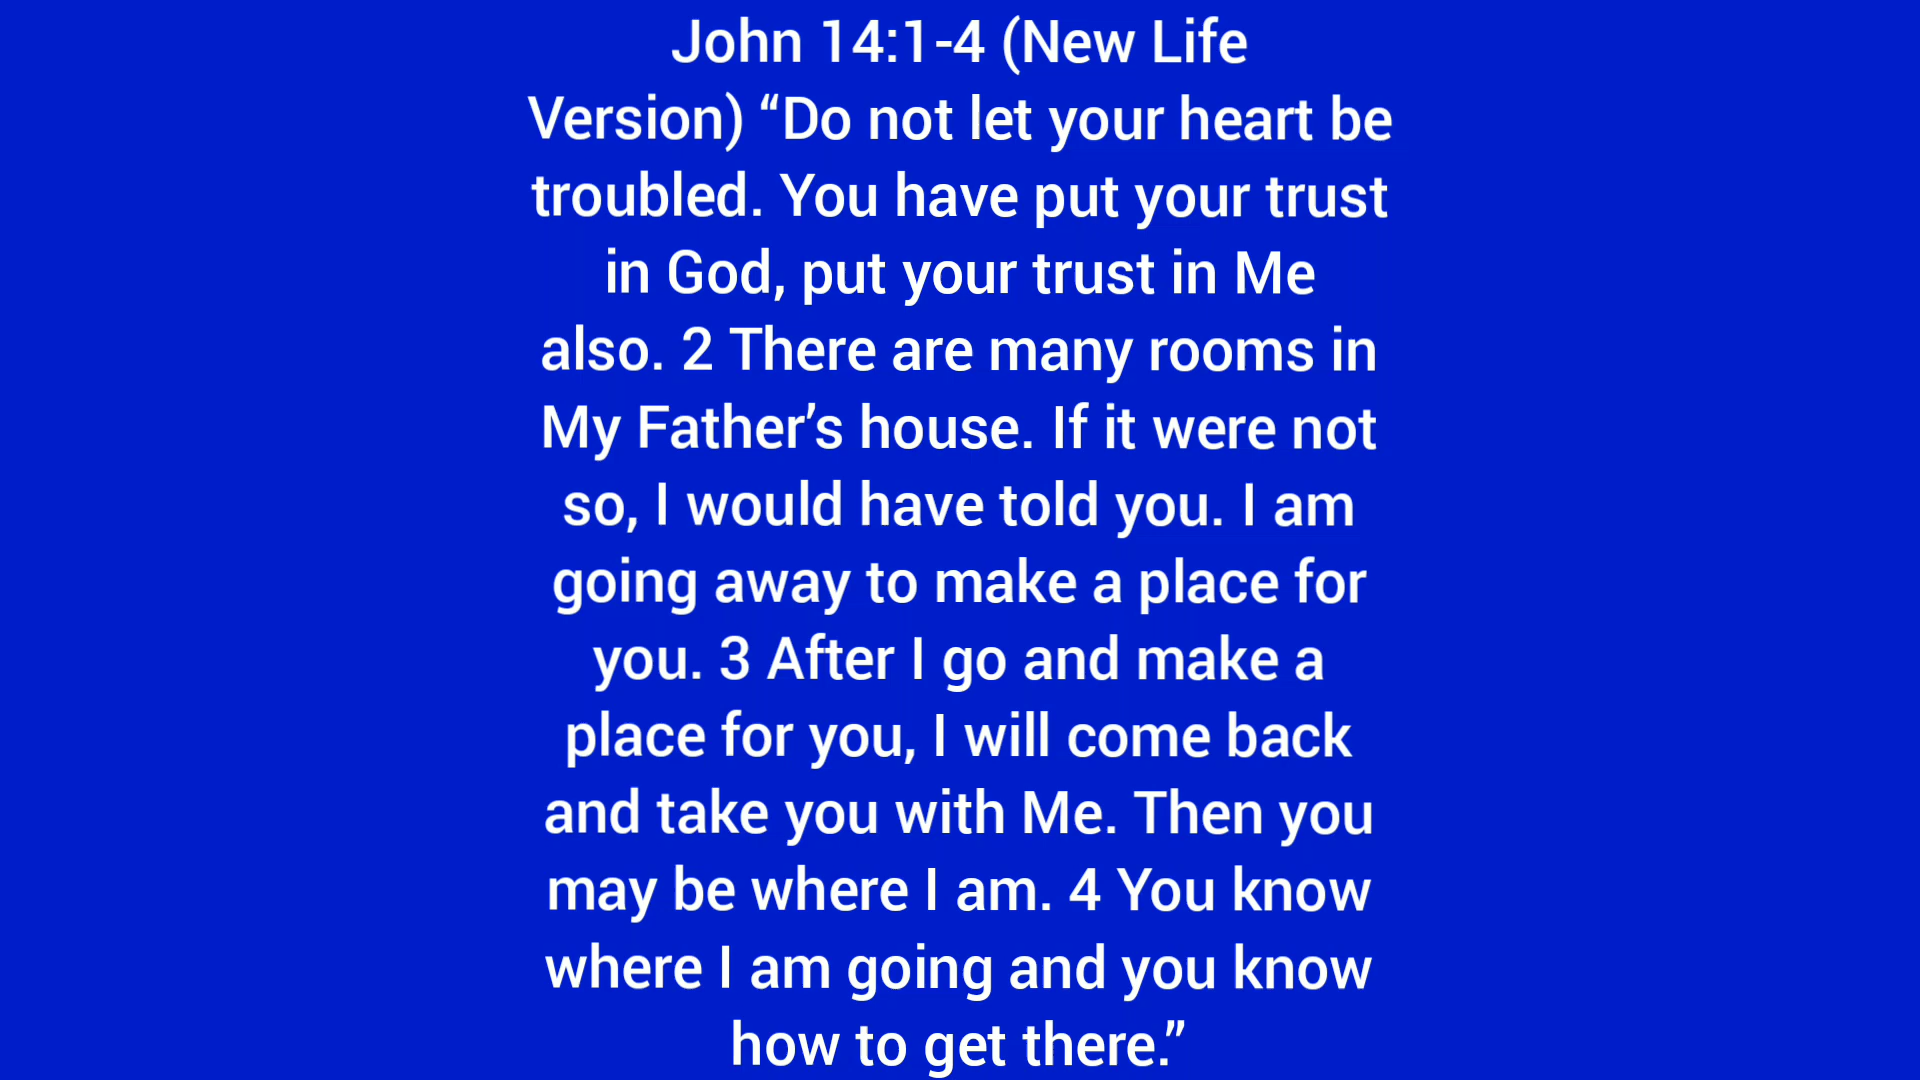 John 14:1-4 (New Life
Version) “Do not let your heart be
troubled. You have put your trust
in God, put your trust in Me
also. 2 There are many rooms in
My Father’s house. If it were not
so, I would have told you. I am
going away to make a place for
you. 3 After I go and make a
place for you, I will come back
and take you with Me. Then you
may be where I am. 4 You know
where I am going and you know
how to get there.”